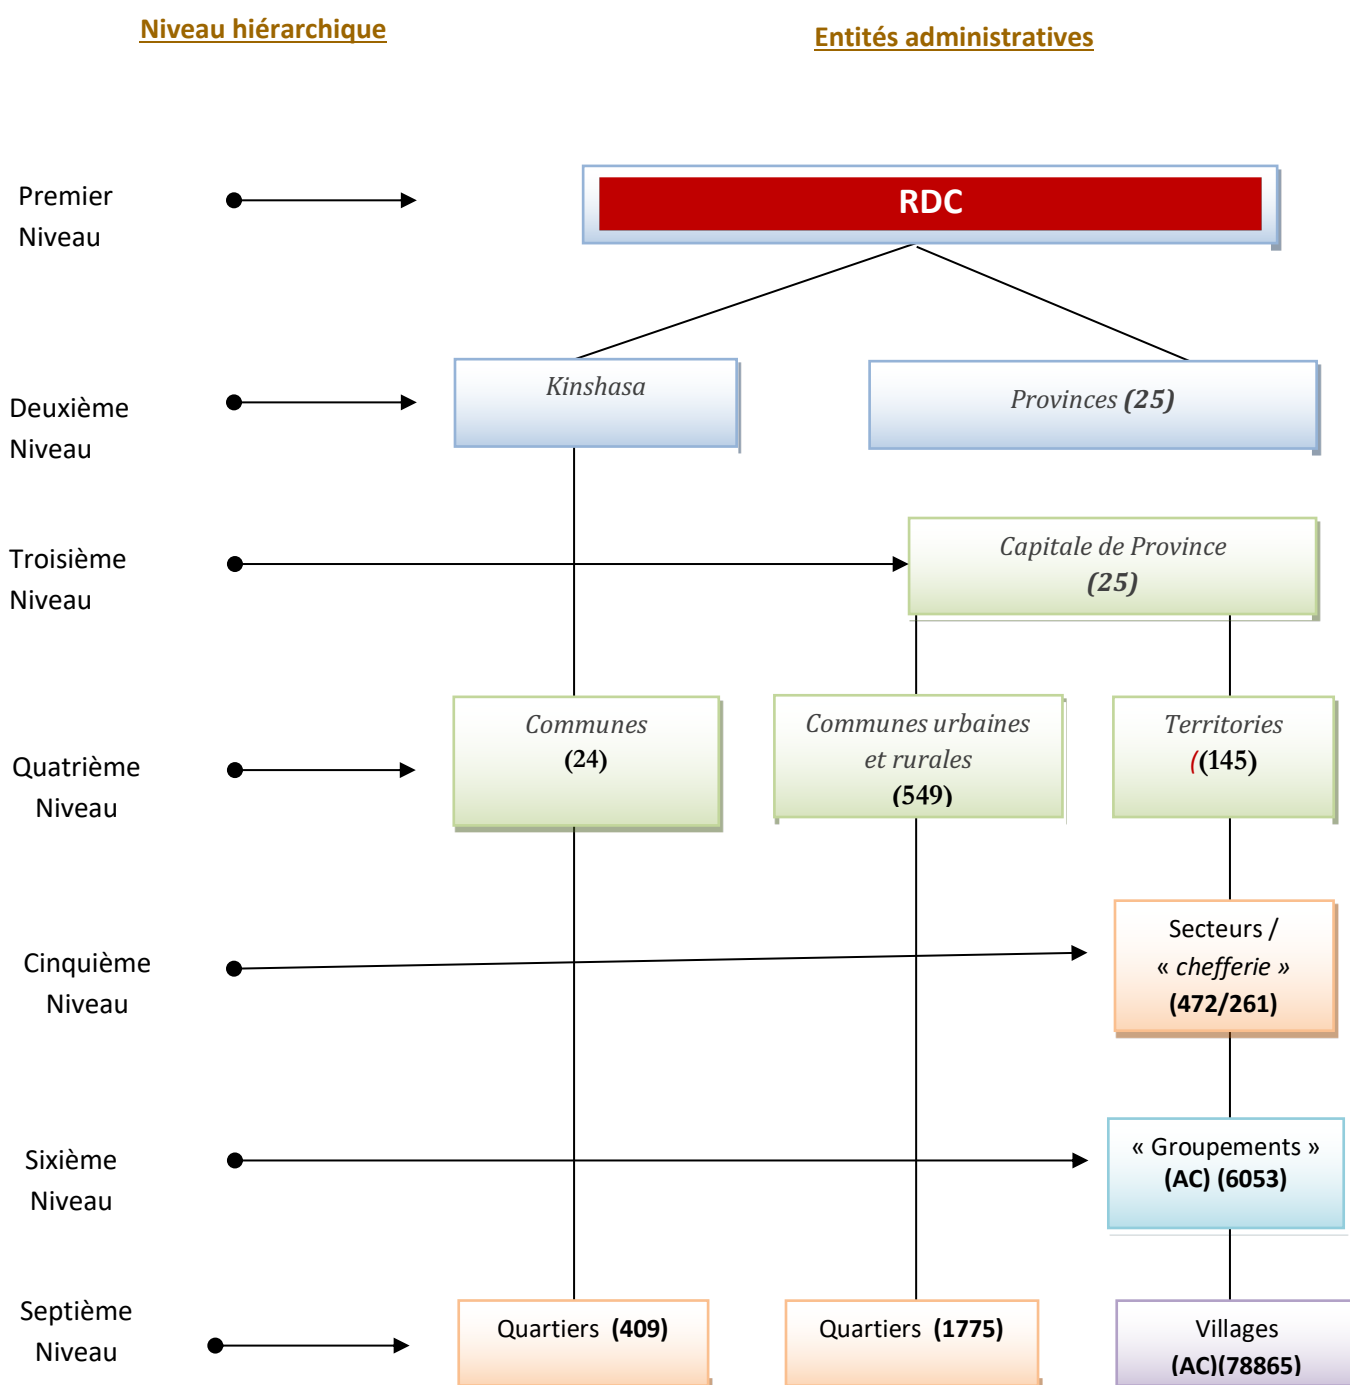 Niveau hiérarchique
Entités administratives
Premier
Niveau
RDC
Deuxième
Niveau
Kinshasa
Provinces (25)
Troisième
Niveau
Capitale de Province
(25)
Quatrième
Niveau
Communes
(24)
Communes urbaines
et rurales
(549)
Territories
((145)
Cinquième
Niveau
Secteurs /
« chefferie »
(472/261)
Sixième
Niveau
« Groupements »
(AC) (6053)
Septième
Niveau
Quartiers (409)
Quartiers (1775)
Villages
(AC)(78865)